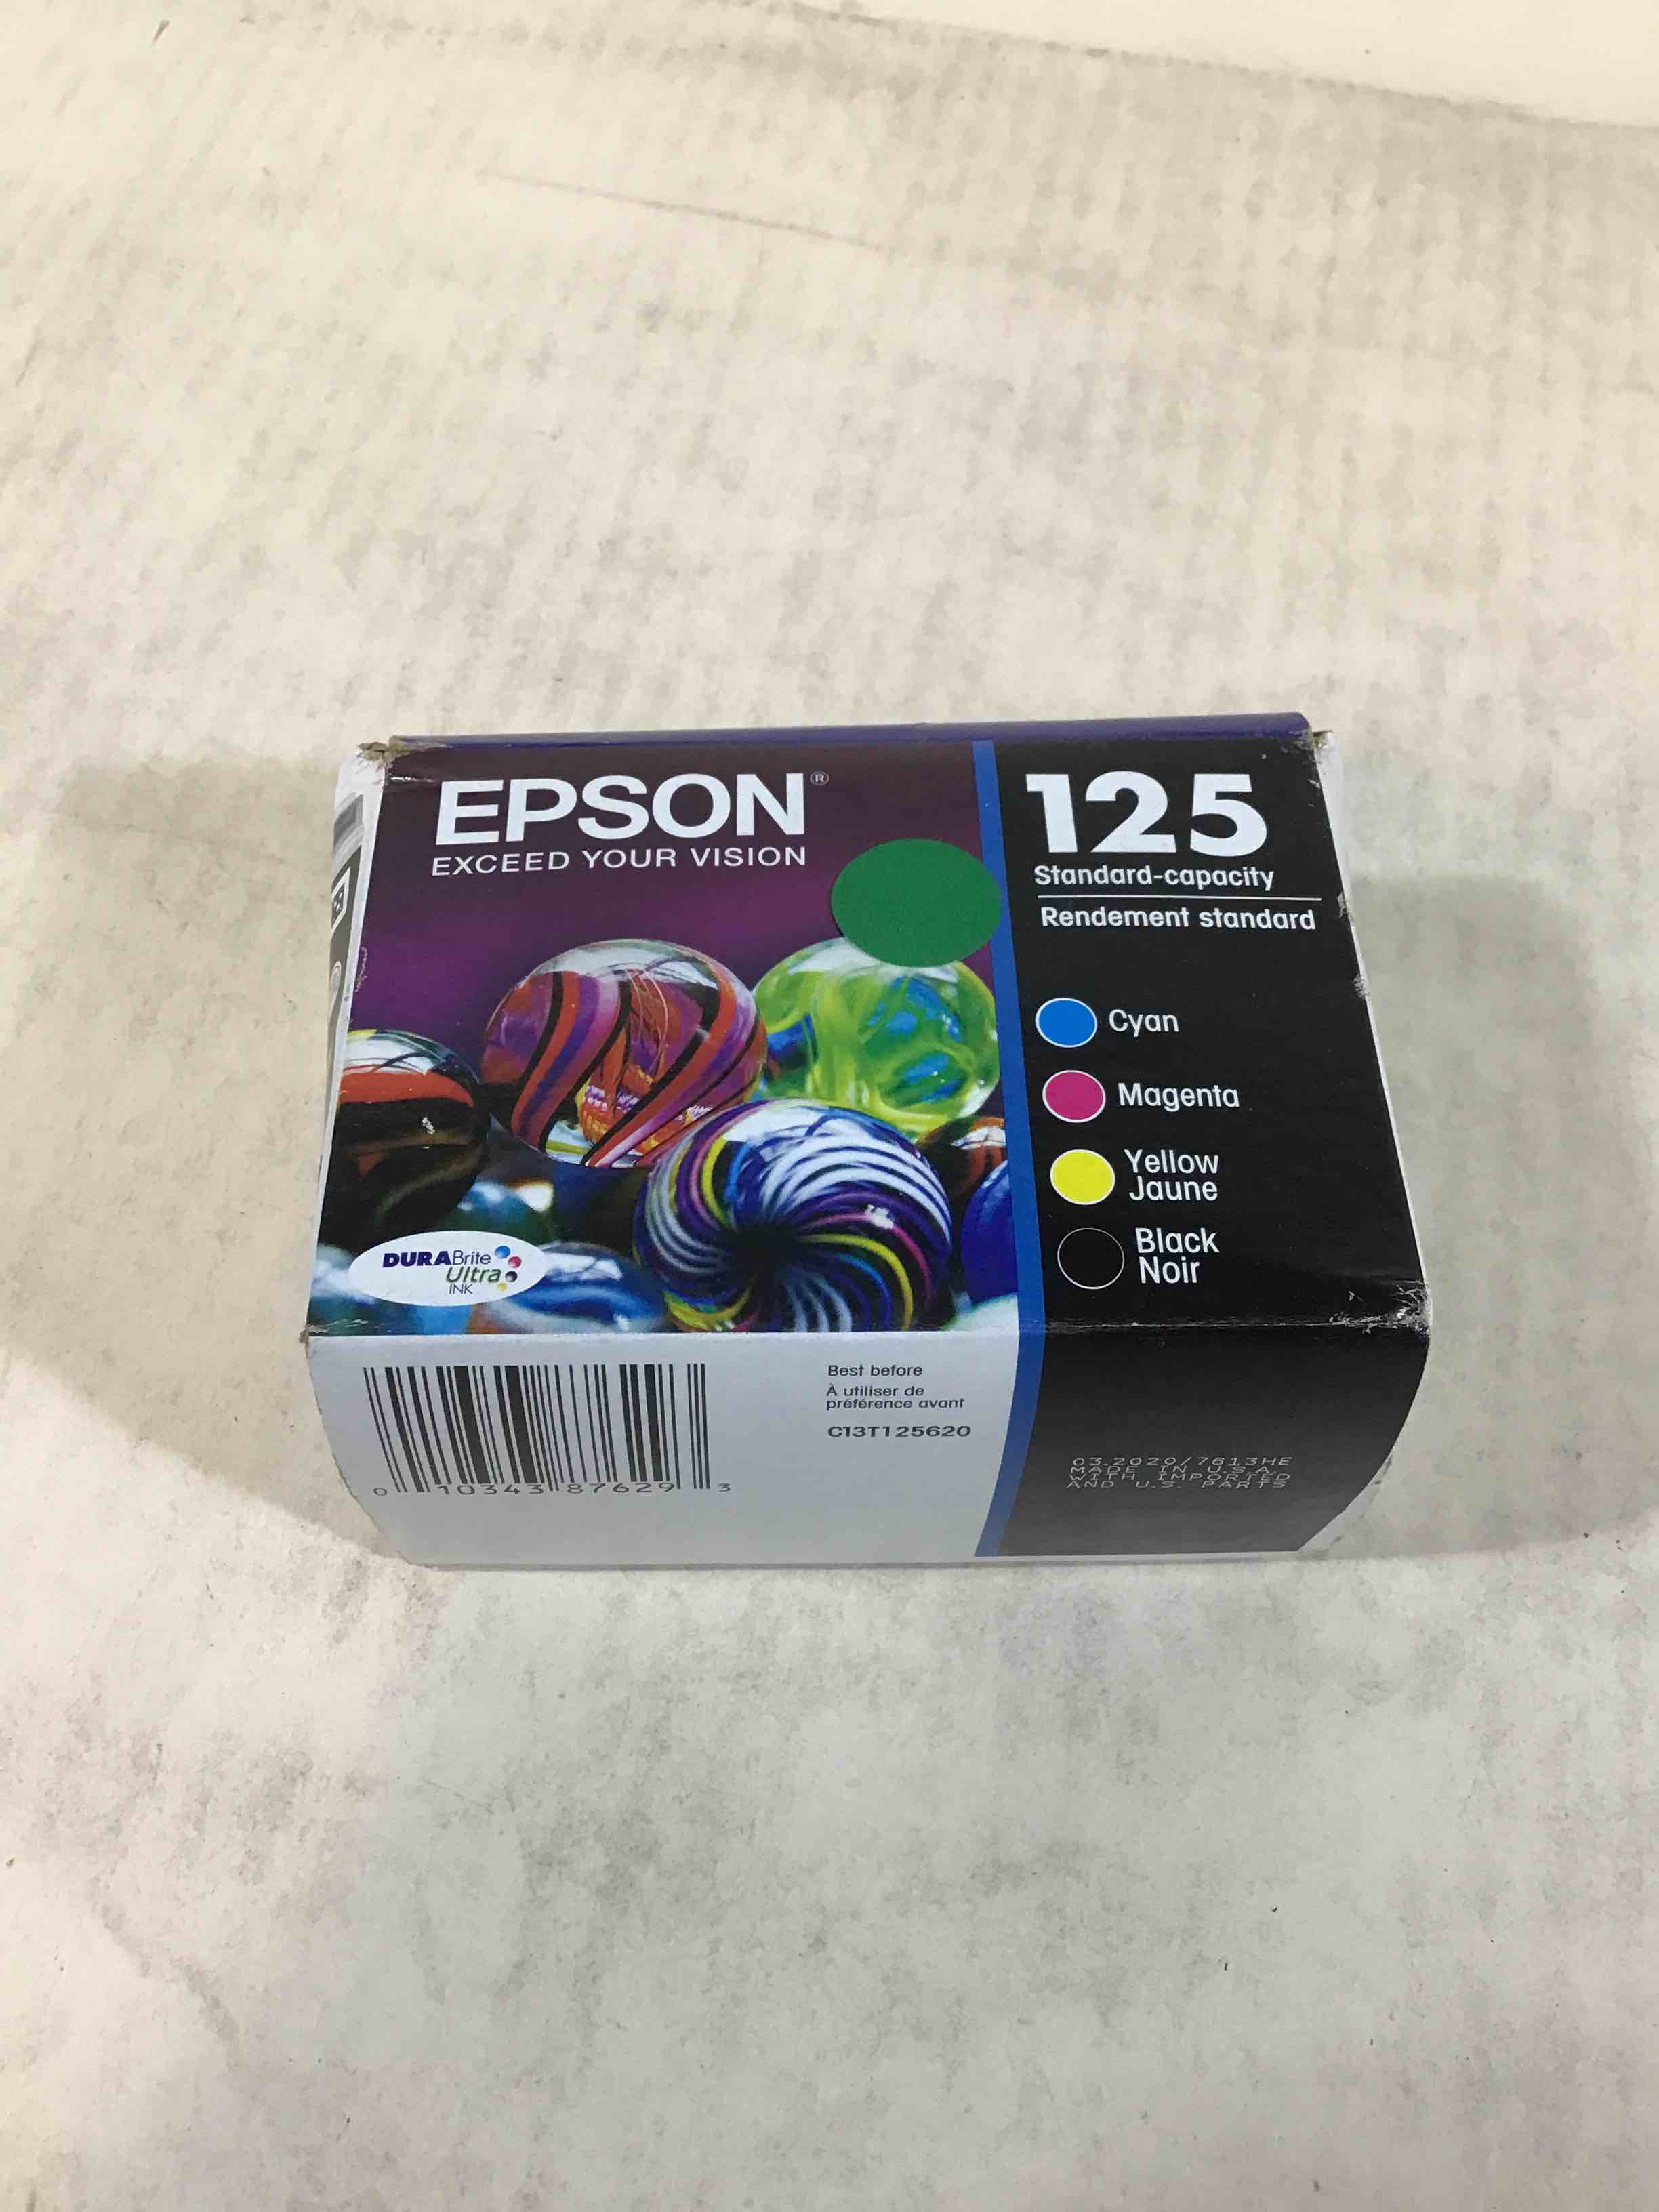 EPSON®
EXCEED YOUR VISION
125
Standard-capacity
Rendement standard
Cyan
Magenta
Yellow
Jaune
Black
Noir
DURABrite
Ultra
INK
0 10343 87629 3
Best before
À utiliser de
préférence avant
C13T125620
03.2020/7613HE
MADE IN U.S.
WITH IMPORTED
AND U.S. PARTS